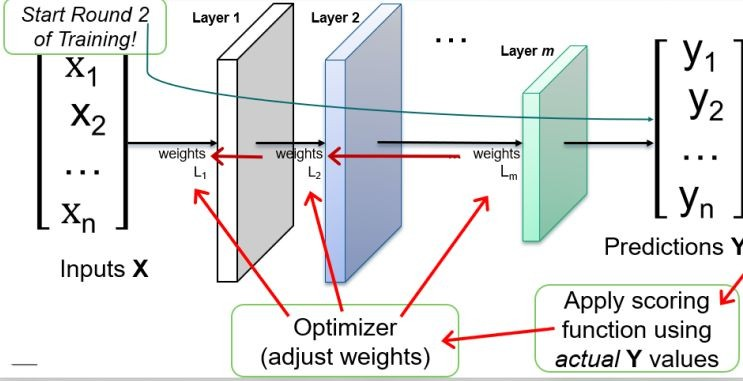 Start Round 2
of Training!
Layer 1
Layer 2
...
Layer m
x1
x2
...
xn
weights
L1
weights
L2
weights
Lm
y1
y2
...
yn
Inputs X
Predictions Y
Optimizer
(adjust weights)
Apply scoring
function using
actual Y values